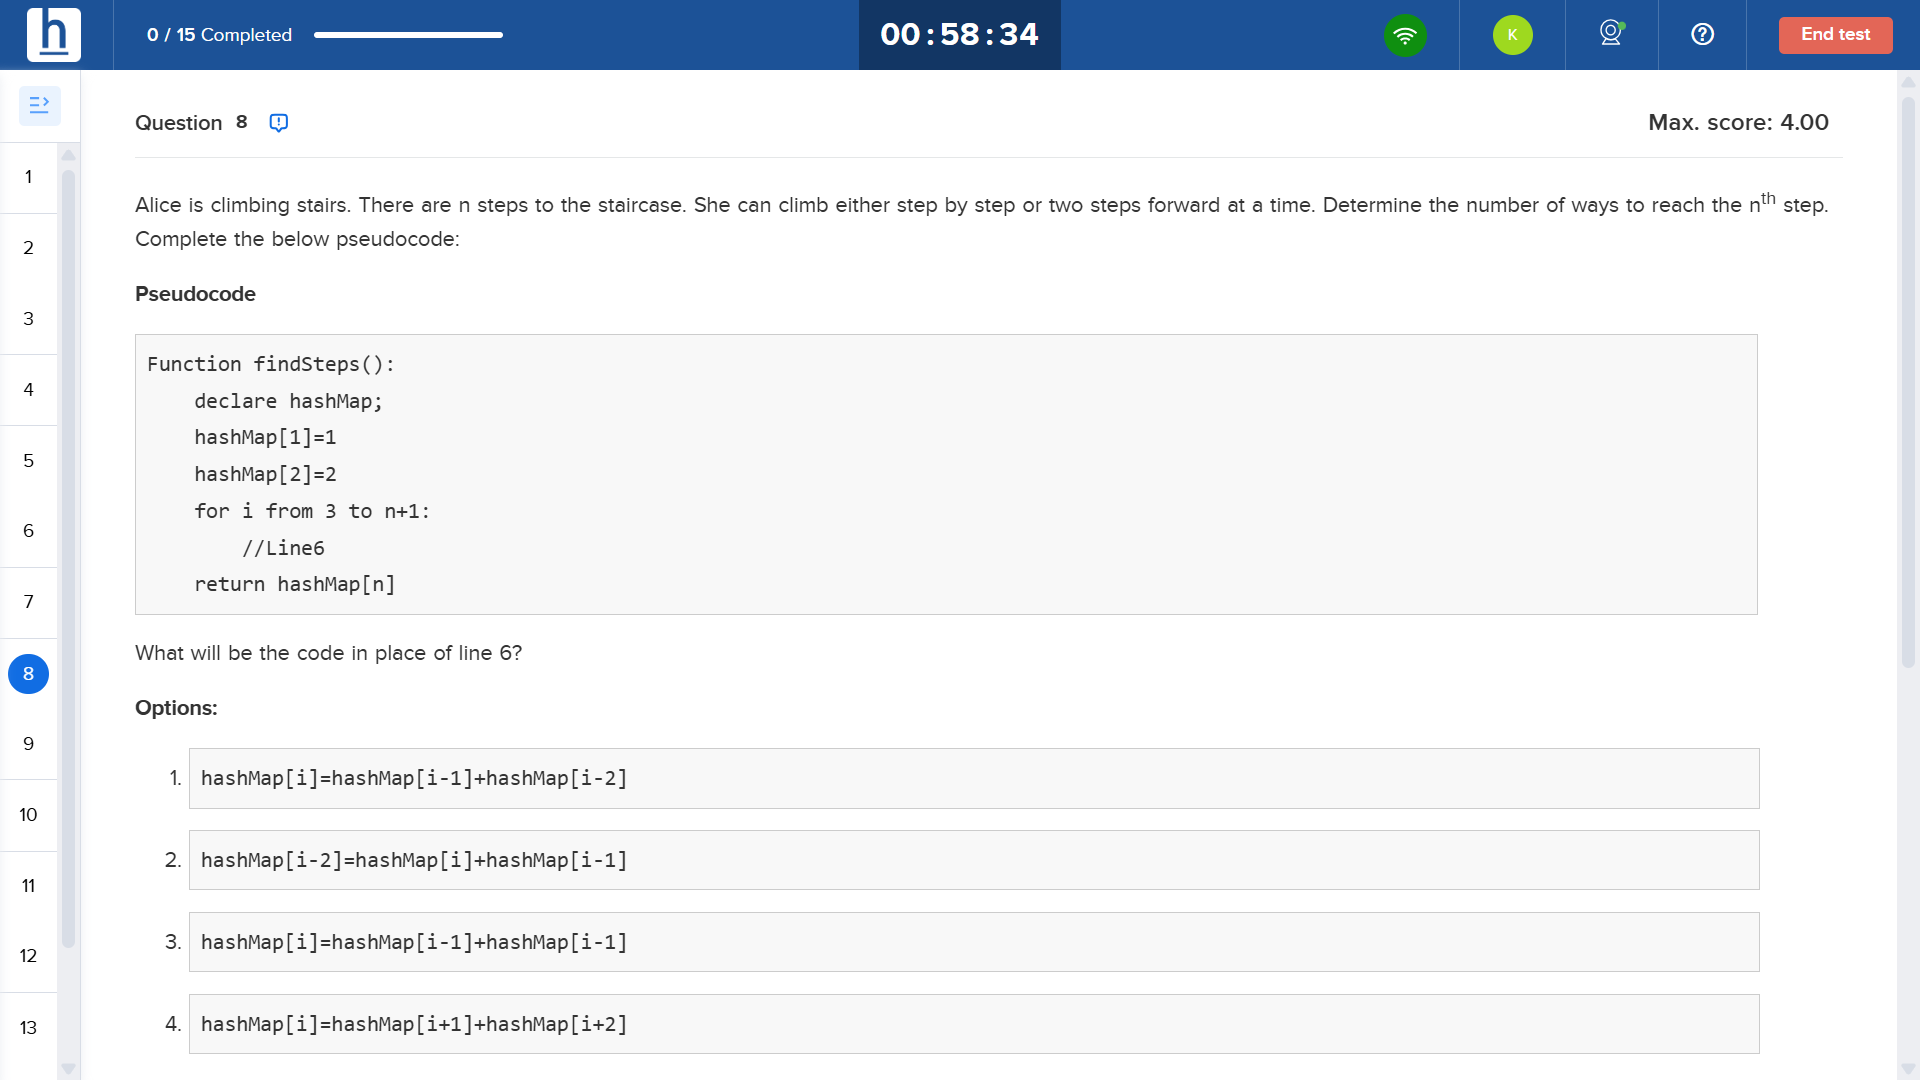 h
0 / 15 Completed
00:58:34
K
?
End test
Question 8
Max. score: 4.00
1
2
3
4
5
6
7
8
9
10
11
12
13
Alice is climbing stairs. There are n steps to the staircase. She can climb either step by step or two steps forward at a time. Determine the number of ways to reach the nth step.
Complete the below pseudocode:
Pseudocode
Function findSteps():
    declare hashMap;
    hashMap[1]=1
    hashMap[2]=2
    for i from 3 to n+1:
        //Line6
    return hashMap[n]
What will be the code in place of line 6?
Options:
1. hashMap[i]=hashMap[i-1]+hashMap[i-2]
2. hashMap[i-2]=hashMap[i]+hashMap[i-1]
3. hashMap[i]=hashMap[i-1]+hashMap[i-1]
4. hashMap[i]=hashMap[i+1]+hashMap[i+2]